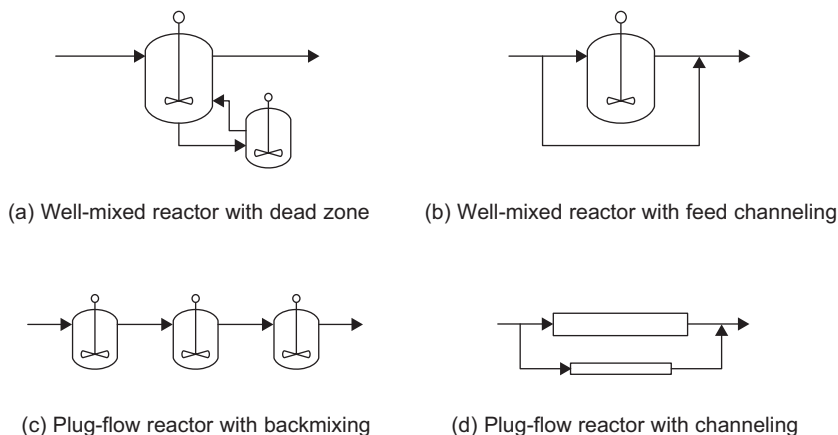 (a) Well-mixed reactor with dead zone
(b) Well-mixed reactor with feed channeling
(c) Plug-flow reactor with backmixing
(d) Plug-flow reactor with channeling